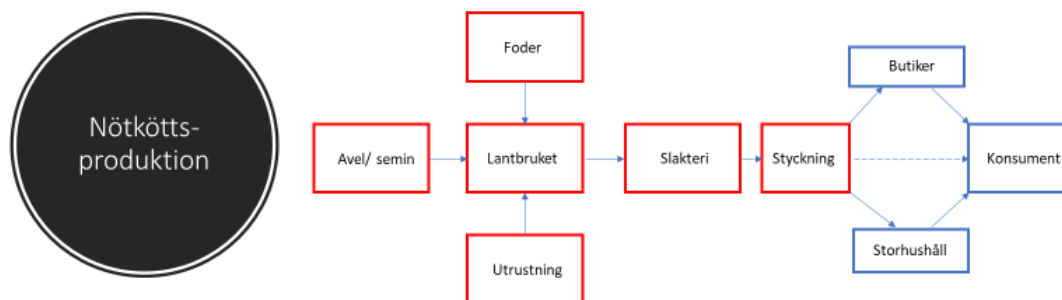 Nötkötts-
produktion
Foder
Avel/ semin
Lantbruket
Utrustning
Slakteri
Styckning
Butiker
Storhushåll
Konsument